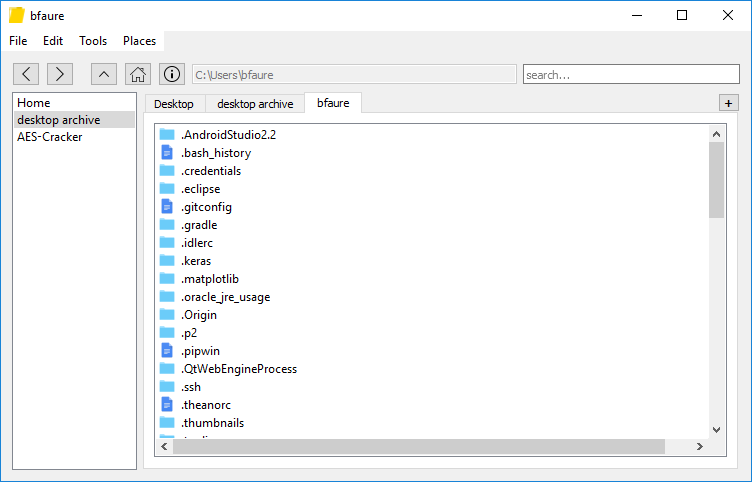 bfaure
File Edit Tools Places
C:\Users\bfaure search...
Home
desktop archive
AES-Cracker
Desktop desktop archive bfaure +
.AndroidStudio2.2
.bash_history
.credentials
.eclipse
.gitconfig
.gradle
.idlerc
.keras
.matplotlib
.oracle_jre_usage
.Origin
.p2
.pipwin
.QtWebEngineProcess
.ssh
.theanorc
.thumbnails